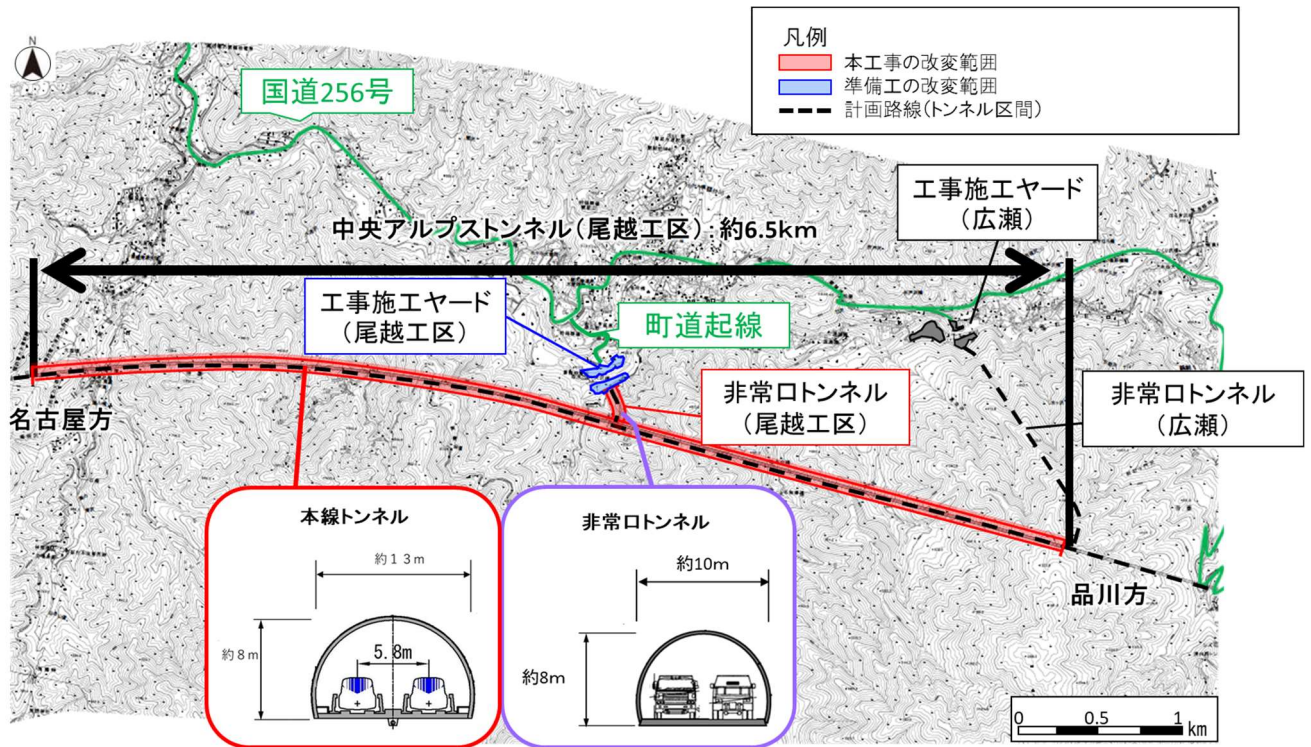 N
凡例
本工事の改変範囲
準備工の改変範囲
計画路線(トンネル区間)
国道256号
工事施工ヤード
(広瀬)
中央アルプストンネル(尾越工区):約6.5km
工事施工ヤード
(尾越工区)
町道起線
非常口トンネル
(尾越工区)
非常口トンネル
(広瀬)
名古屋方
品川方
本線トンネル
約13m
約8m
5.8m
非常口トンネル
約10m
約8m
0 0.5 1 km